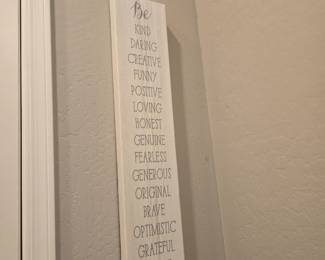 Be
KIND
DARING
CREATIVE
FUNNY
POSITIVE
LOVING
HONEST
GENUINE
FEARLESS
GENEROUS
ORIGINAL
BRAVE
OPTIMISTIC
GRATEFUL